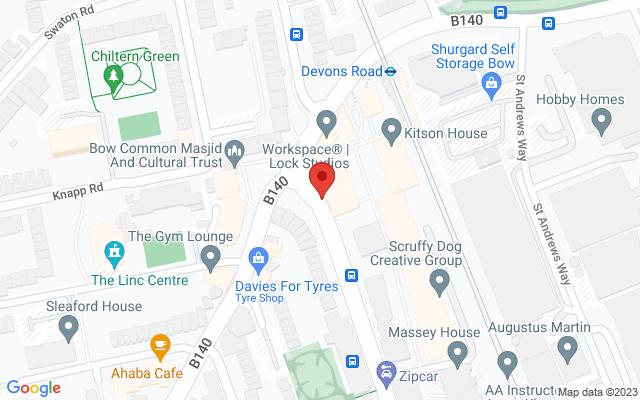 Swaton Rd
B140
Chiltern Green
Devons Road
Shurgard Self
Storage Bow
St Andrews Way
Hobby Homes
Kitson House
Workspace® |
Lock Studios
Bow Common Masjid
And Cultural Trust
Knapp Rd
B140
St Andrews Way
The Gym Lounge
The Linc Centre
Scruffy Dog
Creative Group
Davies For Tyres
Tyre Shop
Sleaford House
Massey House
Augustus Martin
B140
Ahaba Cafe
Zipcar
AA Instructor
Google
Map data ©2023